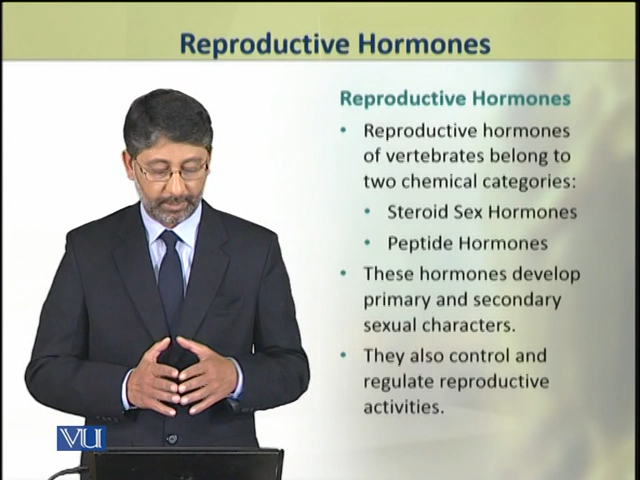 Reproductive Hormones
Reproductive Hormones
• Reproductive hormones
of vertebrates belong to
two chemical categories:
• Steroid Sex Hormones
• Peptide Hormones
• These hormones develop
primary and secondary
sexual characters.
• They also control and
regulate reproductive
activities.
VU